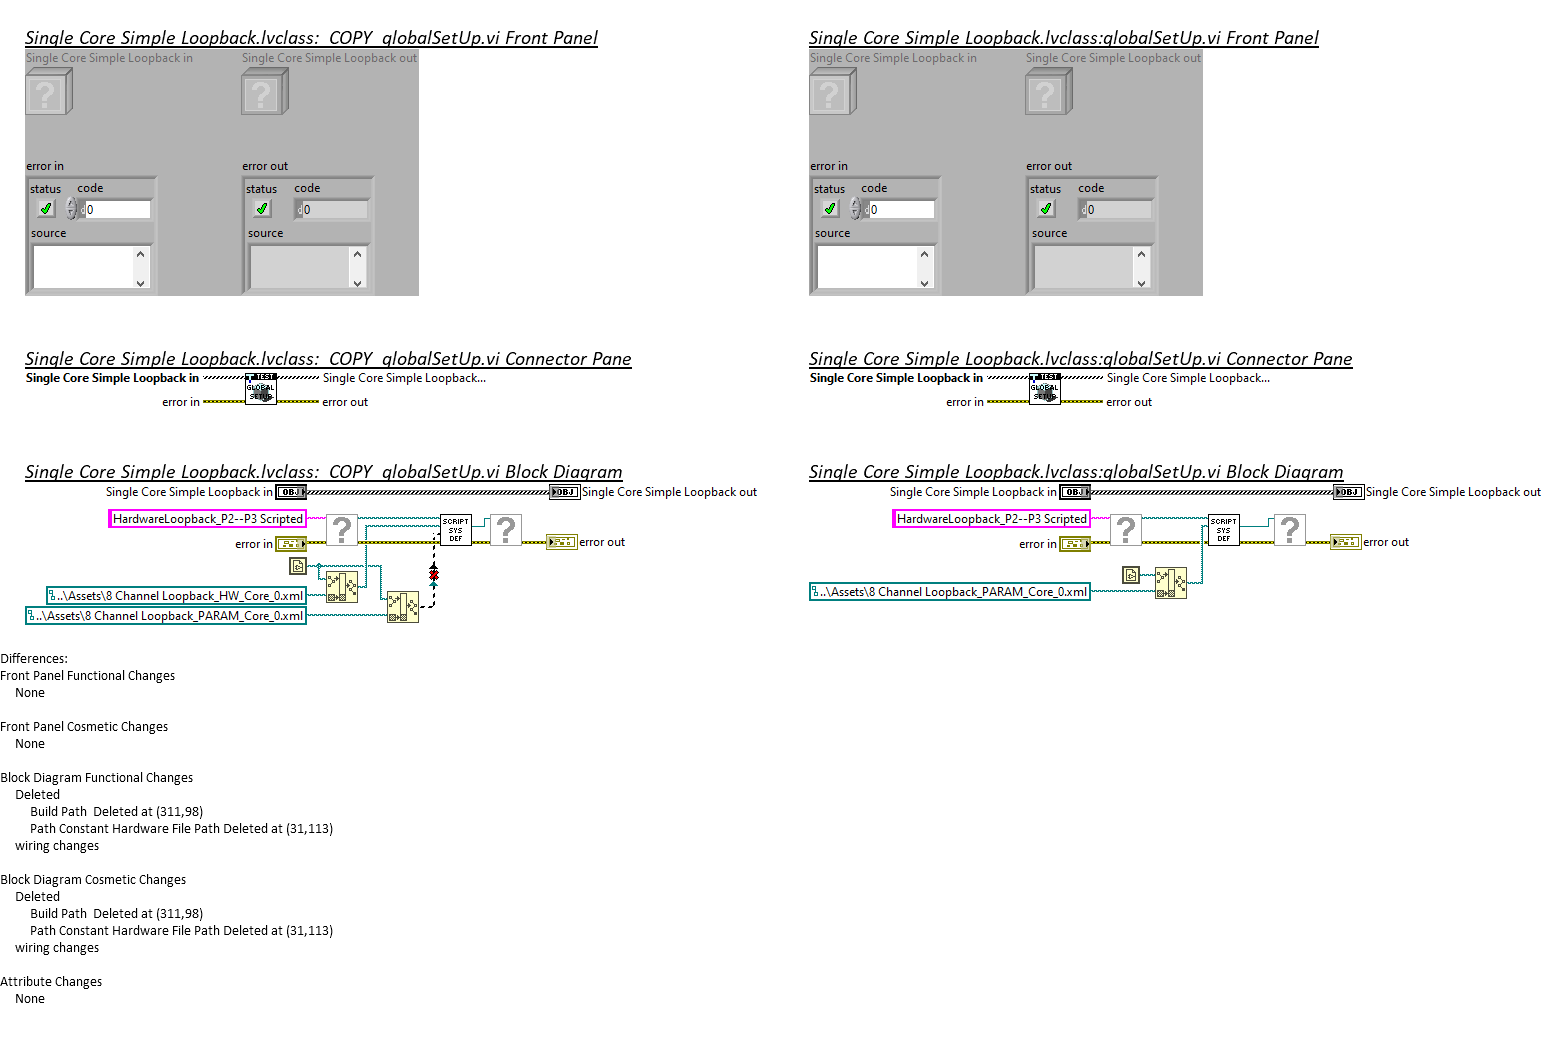 Single Core Simple Loopback.lvclass:_COPY_globalSetUp.vi Front Panel
Single Core Simple Loopback in
Single Core Simple Loopback out
?
?
error in
error out
status code
status code
0
0
source
source
Single Core Simple Loopback.lvclass:globalSetUp.vi Front Panel
Single Core Simple Loopback in
Single Core Simple Loopback out
?
?
error in
error out
status code
status code
0
0
source
source
Single Core Simple Loopback.lvclass:_COPY_globalSetUp.vi Connector Pane
Single Core Simple Loopback in
Single Core Simple Loopback...
TEST
GLOBAL
SETUP
error in
error out
Single Core Simple Loopback.lvclass:globalSetUp.vi Connector Pane
Single Core Simple Loopback in
Single Core Simple Loopback...
TEST
GLOBAL
SETUP
error in
error out
Single Core Simple Loopback.lvclass:_COPY_globalSetUp.vi Block Diagram
Single Core Simple Loopback in
OBJ
OBJ
Single Core Simple Loopback out
HardwareLoopback_P2--P3 Scripted
?
SCRIPT
SYS
DEF
?
error in
error out
..\Assets\8 Channel Loopback_HW_Core_0.xml
..\Assets\8 Channel Loopback_PARAM_Core_0.xml
Single Core Simple Loopback.lvclass:globalSetUp.vi Block Diagram
Single Core Simple Loopback in
OBJ
OBJ
Single Core Simple Loopback out
HardwareLoopback_P2--P3 Scripted
?
SCRIPT
SYS
DEF
?
error in
error out
..\Assets\8 Channel Loopback_PARAM_Core_0.xml
Differences:
Front Panel Functional Changes
None
Front Panel Cosmetic Changes
None
Block Diagram Functional Changes
Deleted
Build Path  Deleted at (311,98)
Path Constant Hardware File Path Deleted at (31,113)
wiring changes
Block Diagram Cosmetic Changes
Deleted
Build Path  Deleted at (311,98)
Path Constant Hardware File Path Deleted at (31,113)
wiring changes
Attribute Changes
None